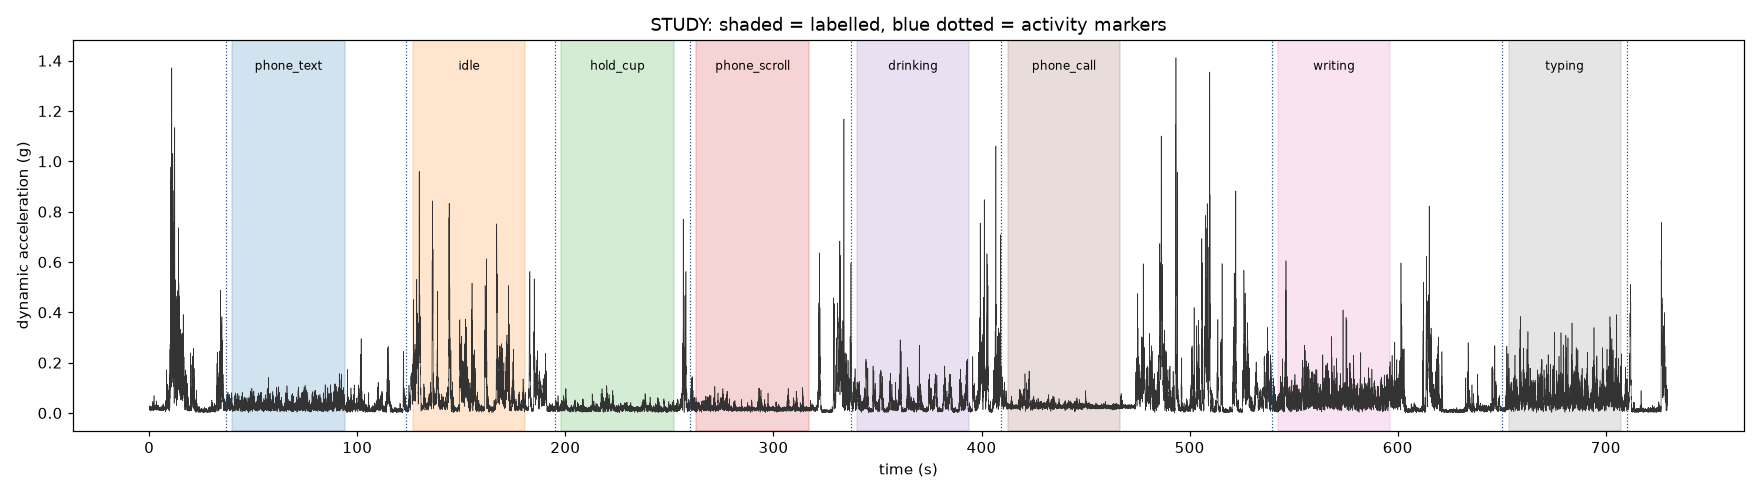 STUDY: shaded = labelled, blue dotted = activity markers
phone_text idle hold_cup phone_scroll drinking phone_call writing typing
dynamic acceleration (g)
1.4
1.2
1.0
0.8
0.6
0.4
0.2
0.0
0 100 200 300 400 500 600 700
time (s)